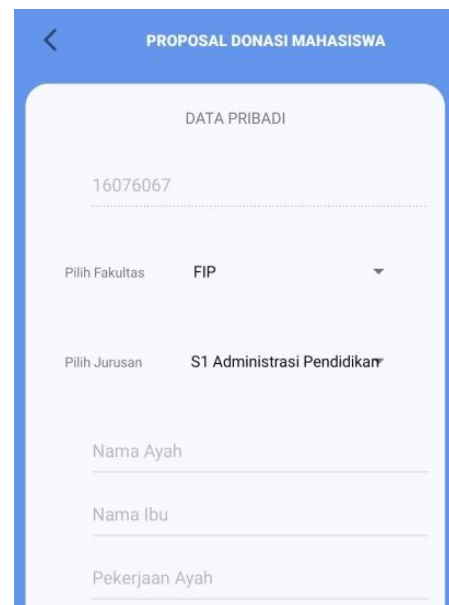 PROPOSAL DONASI MAHASISWA
DATA PRIBADI
16076067
Pilih Fakultas FIP
Pilih Jurusan S1 Administrasi Pendidikan
Nama Ayah
Nama Ibu
Pekerjaan Ayah